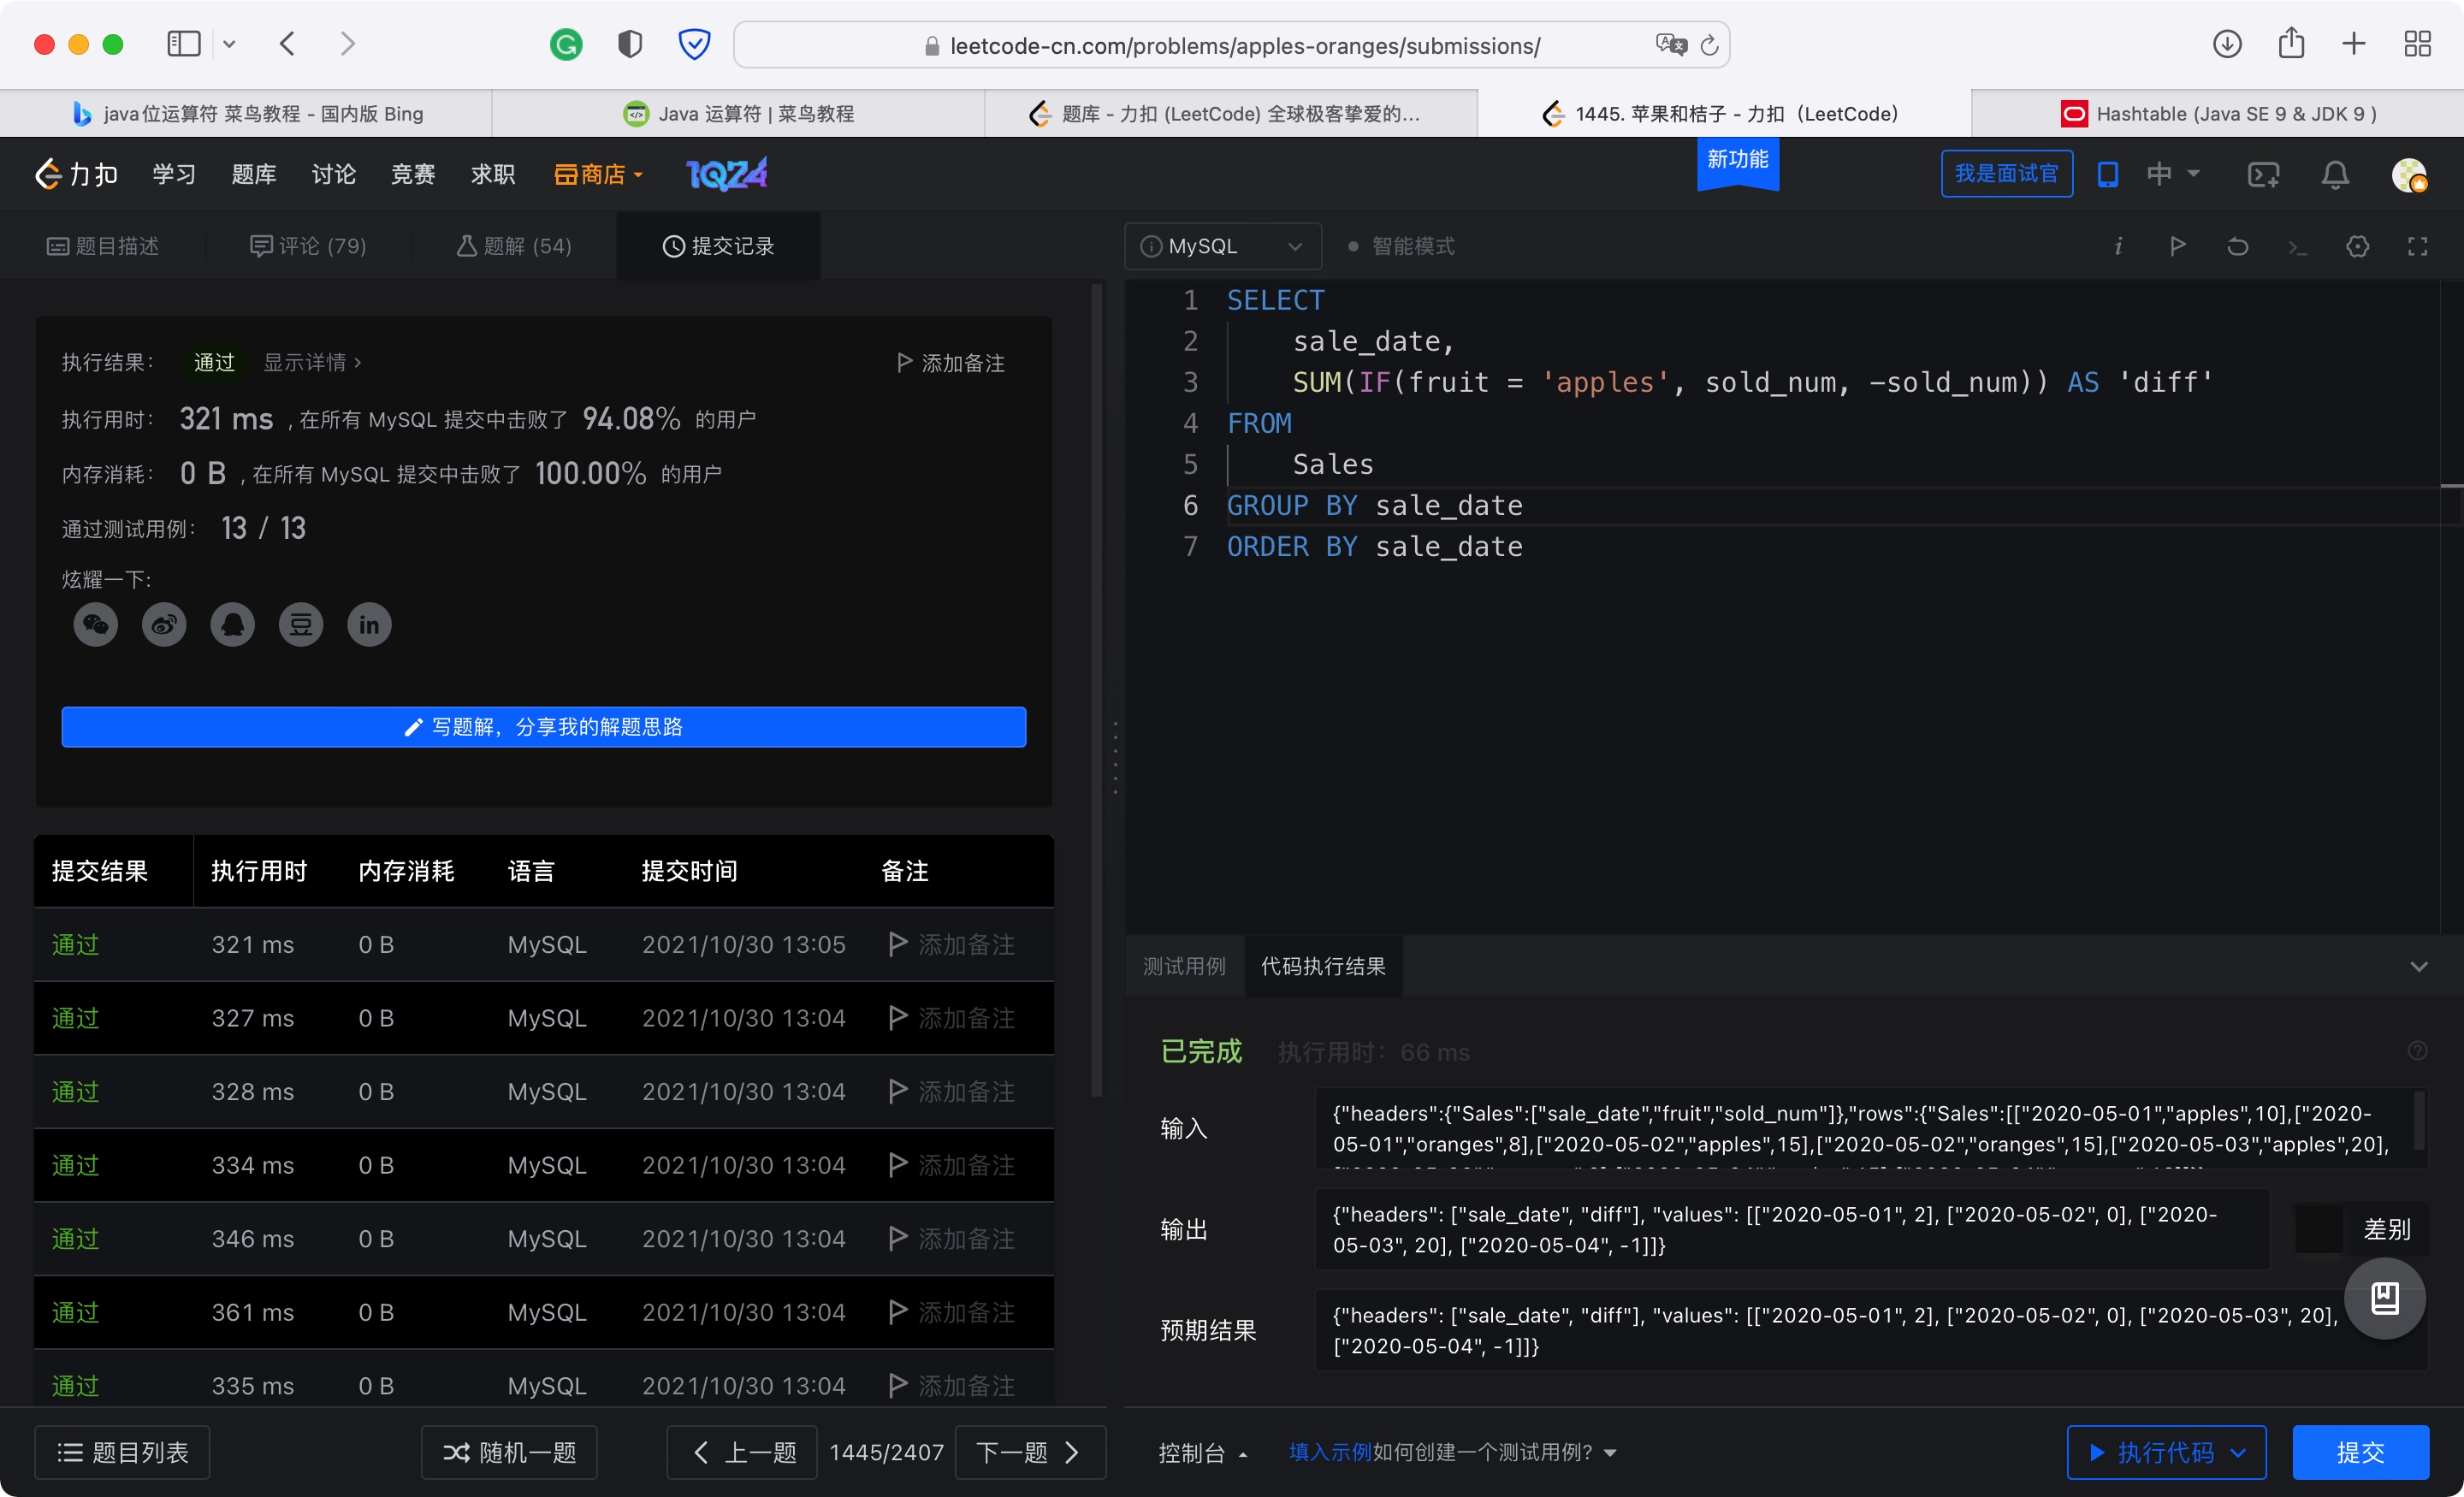 leetcode-cn.com/problems/apples-oranges/submissions/
java位运算符 菜鸟教程 - 国内版 Bing
Java 运算符 | 菜鸟教程
题库 - 力扣 (LeetCode) 全球极客挚爱的...
1445. 苹果和桔子 - 力扣（LeetCode）
Hashtable (Java SE 9 & JDK 9 )
力扣 学习 题库 讨论 竞赛 求职 商店 1024 新功能 我是面试官 中
题目描述 评论 (79) 题解 (54) 提交记录
MySQL 智能模式
执行结果： 通过 显示详情 › 添加备注
执行用时： 321 ms , 在所有 MySQL 提交中击败了 94.08% 的用户
内存消耗： 0 B , 在所有 MySQL 提交中击败了 100.00% 的用户
通过测试用例： 13 / 13
炫耀一下:
豆 in
写题解，分享我的解题思路
提交结果 执行用时 内存消耗 语言 提交时间 备注
通过 321 ms 0 B MySQL 2021/10/30 13:05 添加备注
通过 327 ms 0 B MySQL 2021/10/30 13:04 添加备注
通过 328 ms 0 B MySQL 2021/10/30 13:04 添加备注
通过 334 ms 0 B MySQL 2021/10/30 13:04 添加备注
通过 346 ms 0 B MySQL 2021/10/30 13:04 添加备注
通过 361 ms 0 B MySQL 2021/10/30 13:04 添加备注
通过 335 ms 0 B MySQL 2021/10/30 13:04 添加备注
题目列表 随机一题 上一题 1445/2407 下一题
1 SELECT
2 sale_date,
3 SUM(IF(fruit = 'apples', sold_num, -sold_num)) AS 'diff'
4 FROM
5 Sales
6 GROUP BY sale_date
7 ORDER BY sale_date
测试用例 代码执行结果
已完成 执行用时： 66 ms
输入
{"headers":{"Sales":["sale_date","fruit","sold_num"]},"rows":{"Sales":[["2020-05-01","apples",10],["2020-
05-01","oranges",8],["2020-05-02","apples",15],["2020-05-02","oranges",15],["2020-05-03","apples",20],
输出
{"headers": ["sale_date", "diff"], "values": [["2020-05-01", 2], ["2020-05-02", 0], ["2020-
05-03", 20], ["2020-05-04", -1]]}
差别
预期结果
{"headers": ["sale_date", "diff"], "values": [["2020-05-01", 2], ["2020-05-02", 0], ["2020-05-03", 20],
["2020-05-04", -1]]}
控制台 填入示例 如何创建一个测试用例? 执行代码 提交